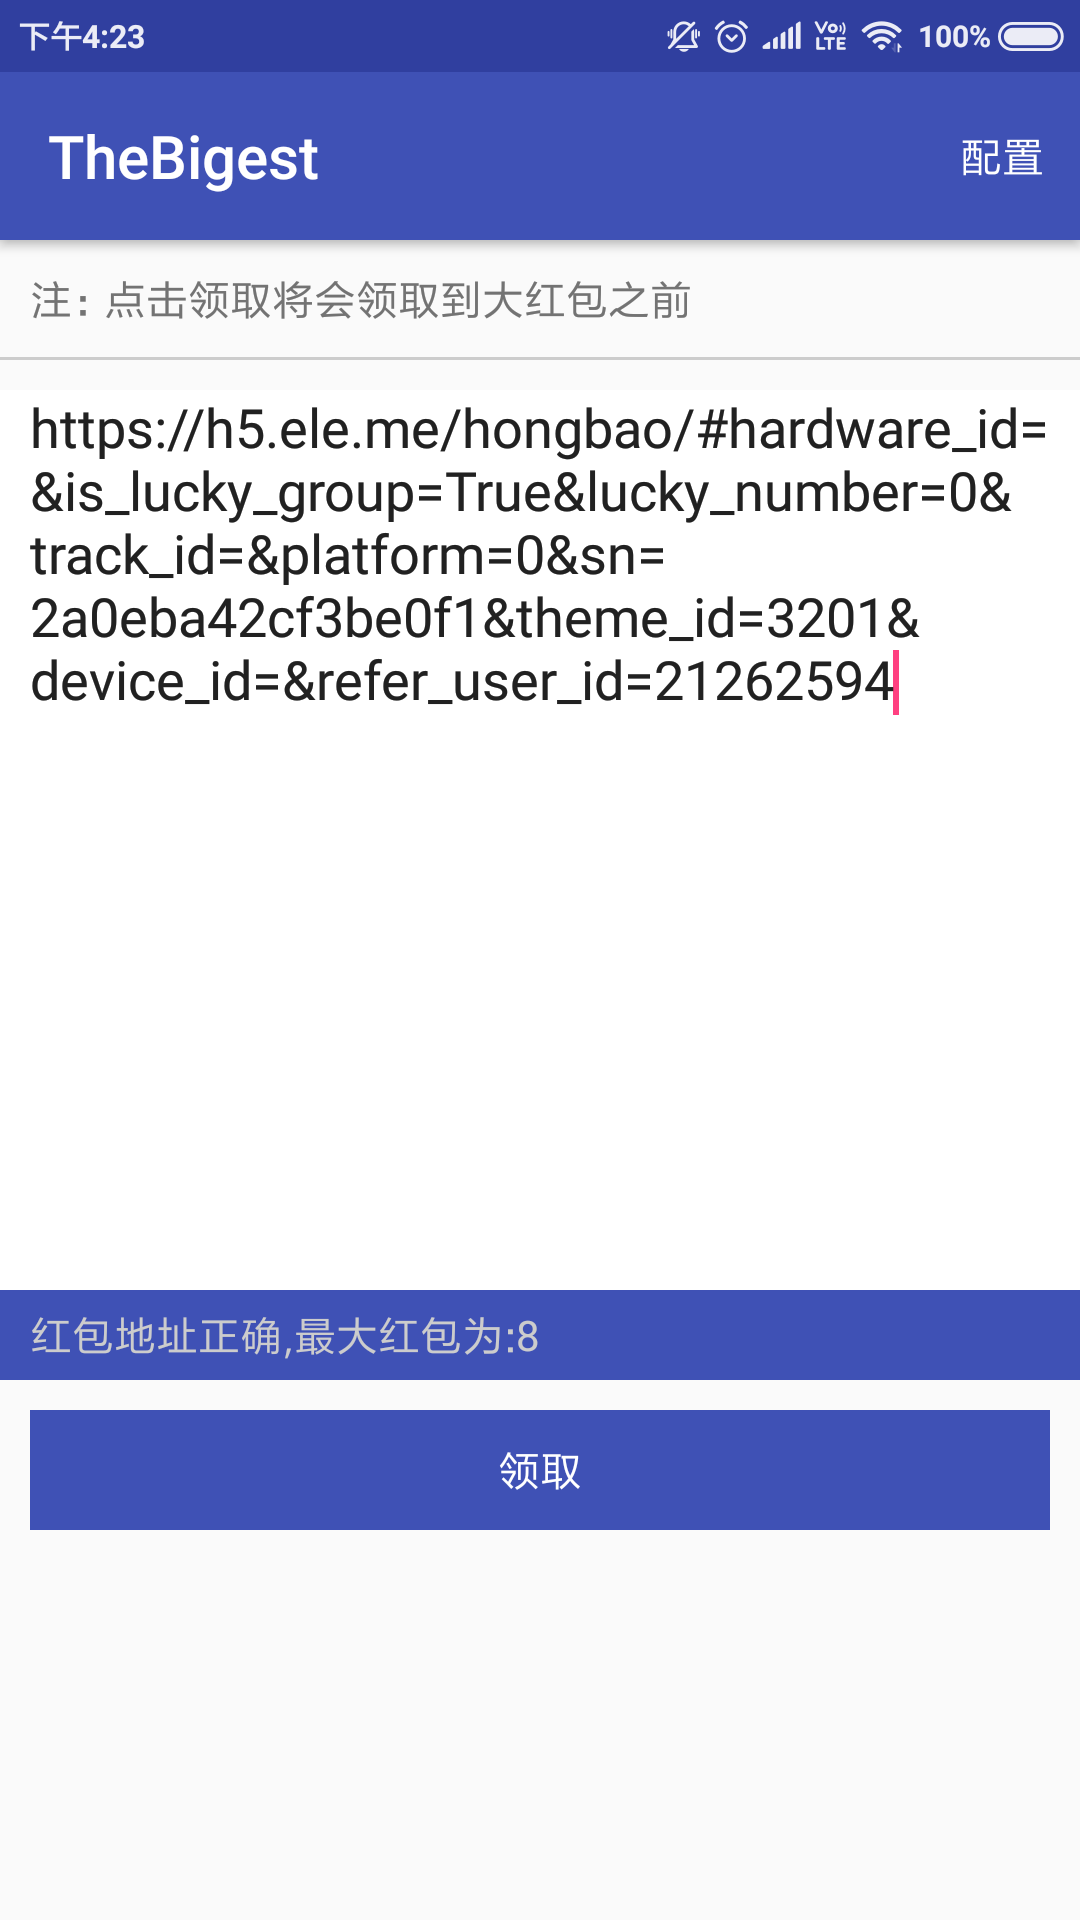 下午4:23
VoLTE
100%
TheBigest
配置
注：点击领取将会领取到大红包之前
https://h5.ele.me/hongbao/#hardware_id=
&is_lucky_group=True&lucky_number=0&
track_id=&platform=0&sn=
2a0eba42cf3be0f1&theme_id=3201&
device_id=&refer_user_id=21262594
红包地址正确,最大红包为:8
领取